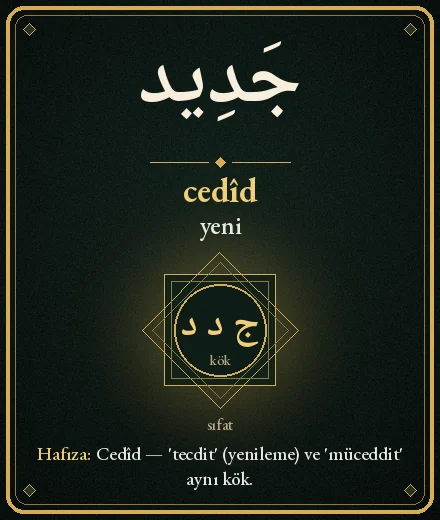 جَدِيد
cedîd
yeni
ج د د
kök
sıfat
Hafıza: Cedîd — 'tecdit' (yenileme) ve 'müceddit'
aynı kök.